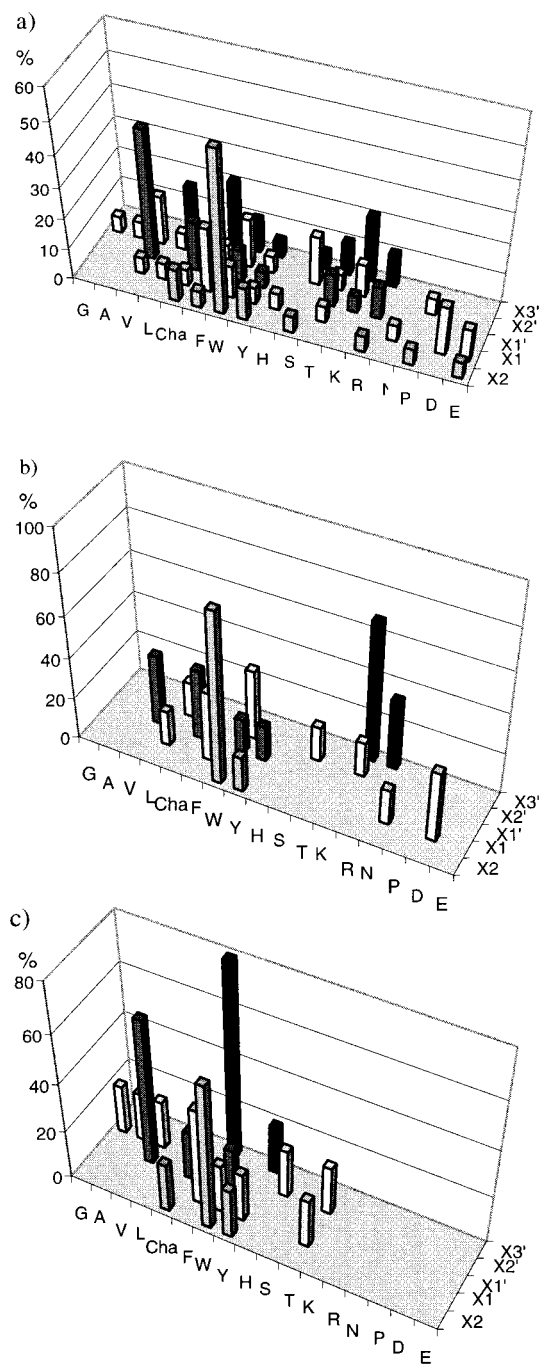 a)
%
60
50
40
30
20
10
0
G A V L Cha F W Y H S T K R N P D E
X3'
X2'
X1'
X1
X2
b)
%
100
80
60
40
20
0
G A V L Cha F W Y H S T K R N P D E
X3'
X2'
X1'
X1
X2
c)
%
80
60
40
20
0
G A V L Cha F W Y H S T K R N P D E
X3'
X2'
X1'
X1
X2